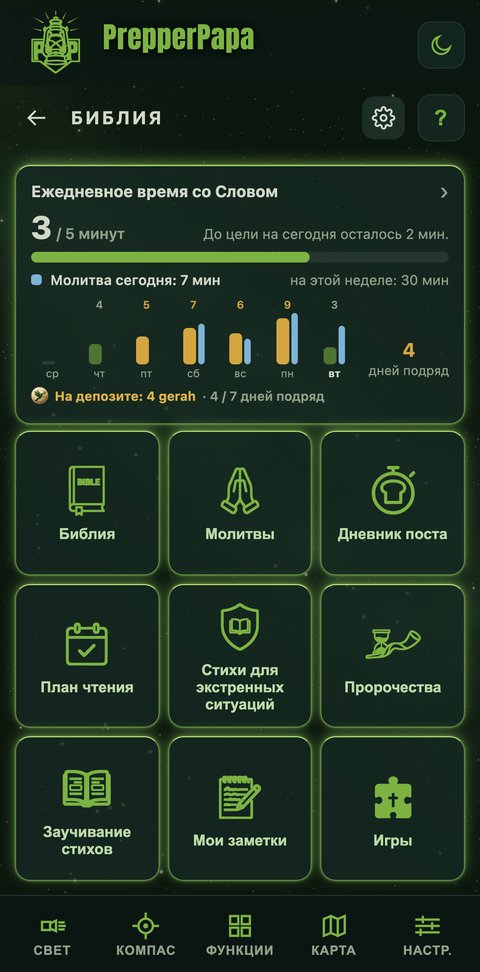 PrepperPapa
БИБЛИЯ
?
Ежедневное время со Словом
3 / 5 минут
До цели на сегодня осталось 2 мин.
Молитва сегодня: 7 мин
на этой неделе: 30 мин
4 5 7 6 9 3
ср чт пт сб вс пн вт
4
дней подряд
На депозите: 4 gerah · 4 / 7 дней подряд
BIBLE
Библия
Молитвы
Дневник поста
План чтения
Стихи для
экстренных
ситуаций
Пророчества
Заучивание
стихов
Мои заметки
Игры
СВЕТ
КОМПАС
ФУНКЦИИ
КАРТА
НАСТР.